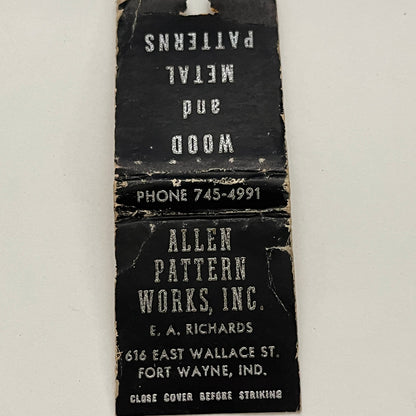 WOOD
and
METAL
PATTERNS
PHONE 745-4991
ALLEN
PATTERN
WORKS, INC.
E. A. RICHARDS
616 EAST WALLACE ST.
FORT WAYNE, IND.
CLOSE COVER BEFORE STRIKING